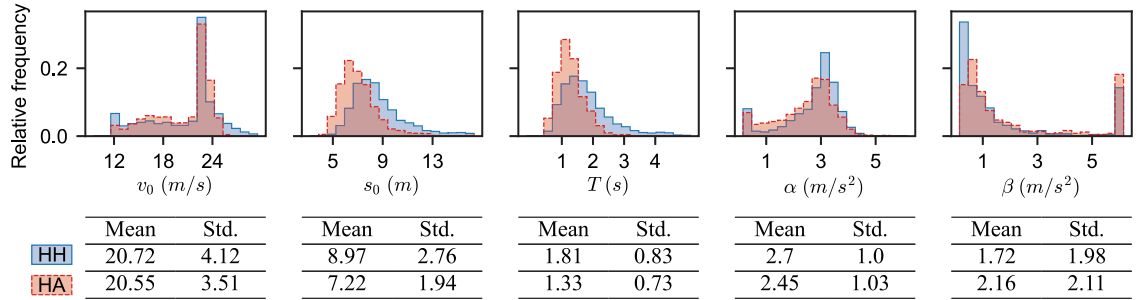 Relative frequency
0.2
0.0
12 18 24
5 9 13
1 2 3 4
1 3 5
1 3 5
v₀ (m/s)
s₀ (m)
T (s)
α (m/s²)
β (m/s²)
Mean Std. Mean Std. Mean Std. Mean Std. Mean Std.
HH 20.72 4.12 8.97 2.76 1.81 0.83 2.7 1.0 1.72 1.98
HA 20.55 3.51 7.22 1.94 1.33 0.73 2.45 1.03 2.16 2.11